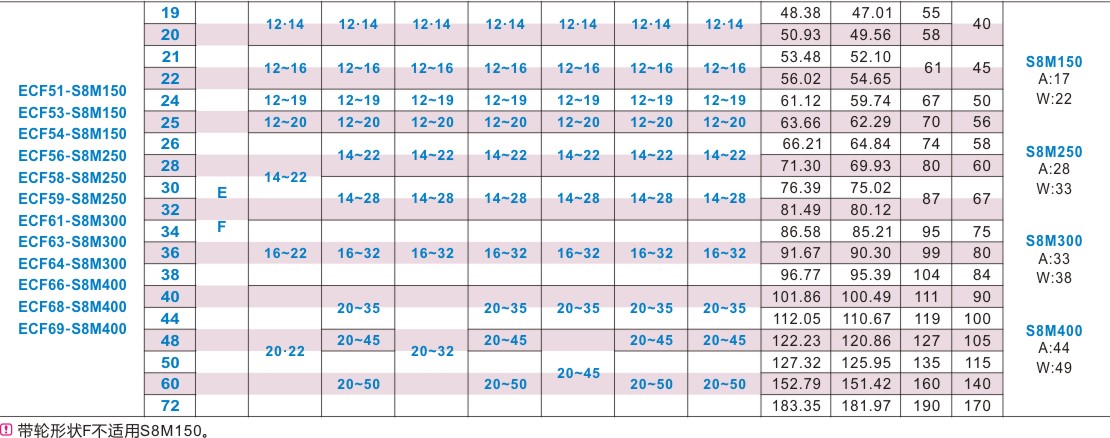 19 12·14 12·14 12·14 12·14 12·14 12·14 12·14 48.38 47.01 55 40
20 50.93 49.56 58
21 12~16 12~16 12~16 12~16 12~16 12~16 12~16 53.48 52.10 61 45
22 56.02 54.65
24 12~19 12~19 12~19 12~19 12~19 12~19 12~19 61.12 59.74 67 50
25 12~20 12~20 12~20 12~20 12~20 12~20 12~20 63.66 62.29 70 56
26 14~22 14~22 14~22 14~22 14~22 14~22 14~22 66.21 64.84 74 58
28 71.30 69.93 80 60
30 14~28 14~28 14~28 14~28 14~28 14~28 76.39 75.02 87 67
32 81.49 80.12
34 16~22 16~32 16~32 16~32 16~32 16~32 16~32 86.58 85.21 95 75
36 91.67 90.30 99 80
38 96.77 95.39 104 84
40 20·22 20~35 20~32 20~35 20~35 20~35 20~35 101.86 100.49 111 90
44 112.05 110.67 119 100
48 20~45 20~45 20~45 20~45 20~45 122.23 120.86 127 105
50 20~50 20~50 20~50 20~50 127.32 125.95 135 115
60 152.79 151.42 160 140
72 183.35 181.97 190 170
ECF51-S8M150
ECF53-S8M150
ECF54-S8M150
ECF56-S8M250
ECF58-S8M250
ECF59-S8M250
ECF61-S8M300
ECF63-S8M300
ECF64-S8M300
ECF66-S8M400
ECF68-S8M400
ECF69-S8M400
E
F
S8M150
A:17
W:22
S8M250
A:28
W:33
S8M300
A:33
W:38
S8M400
A:44
W:49
! 带轮形状F不适用S8M150。